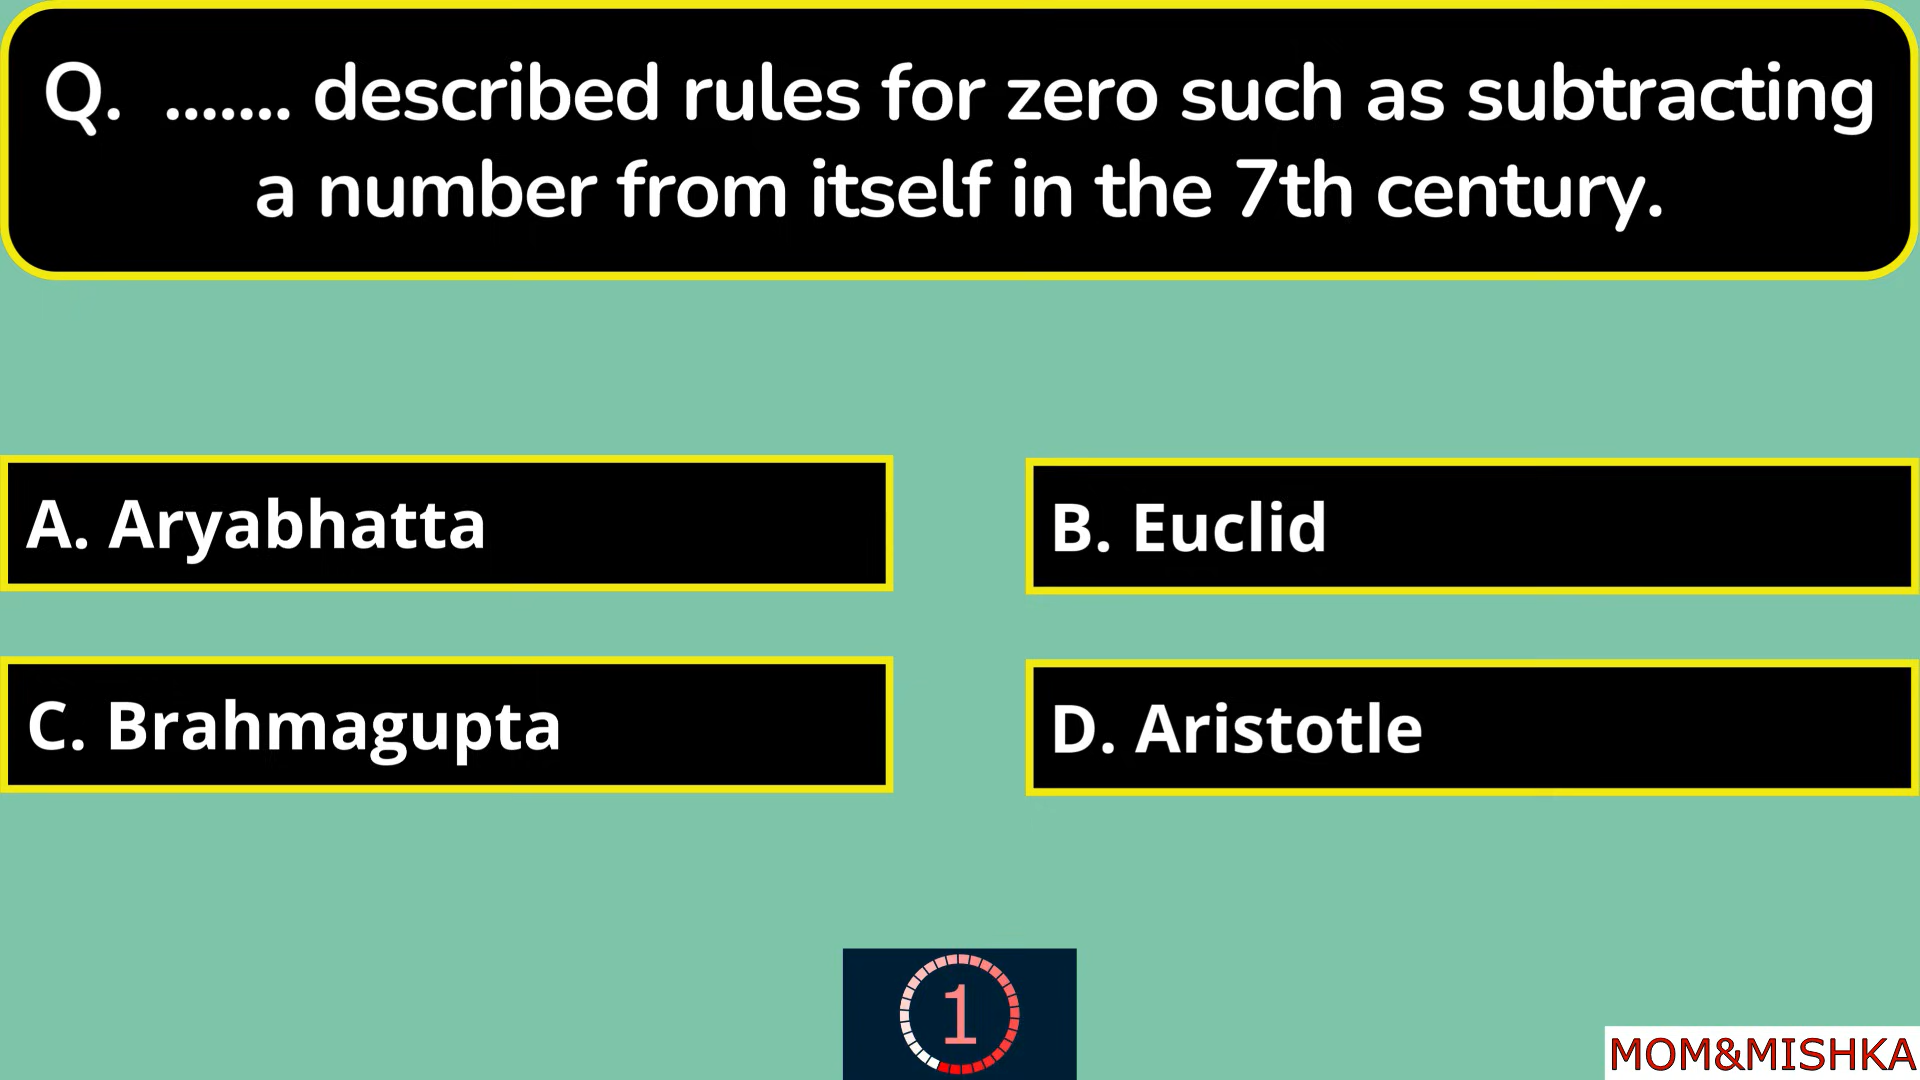 Q. ....... described rules for zero such as subtracting
a number from itself in the 7th century.
A. Aryabhatta
B. Euclid
C. Brahmagupta
D. Aristotle
1
MOM&MISHKA